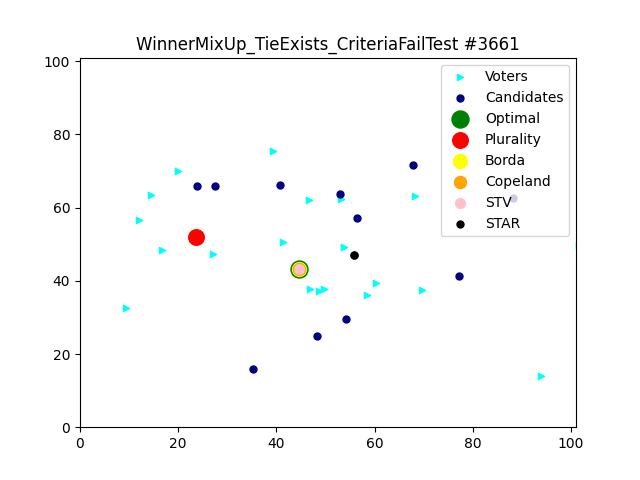 WinnerMixUp_TieExists_CriteriaFailTest #3661
100
80
60
40
20
0
0 20 40 60 80 100
Voters
Candidates
Optimal
Plurality
Borda
Copeland
STV
STAR